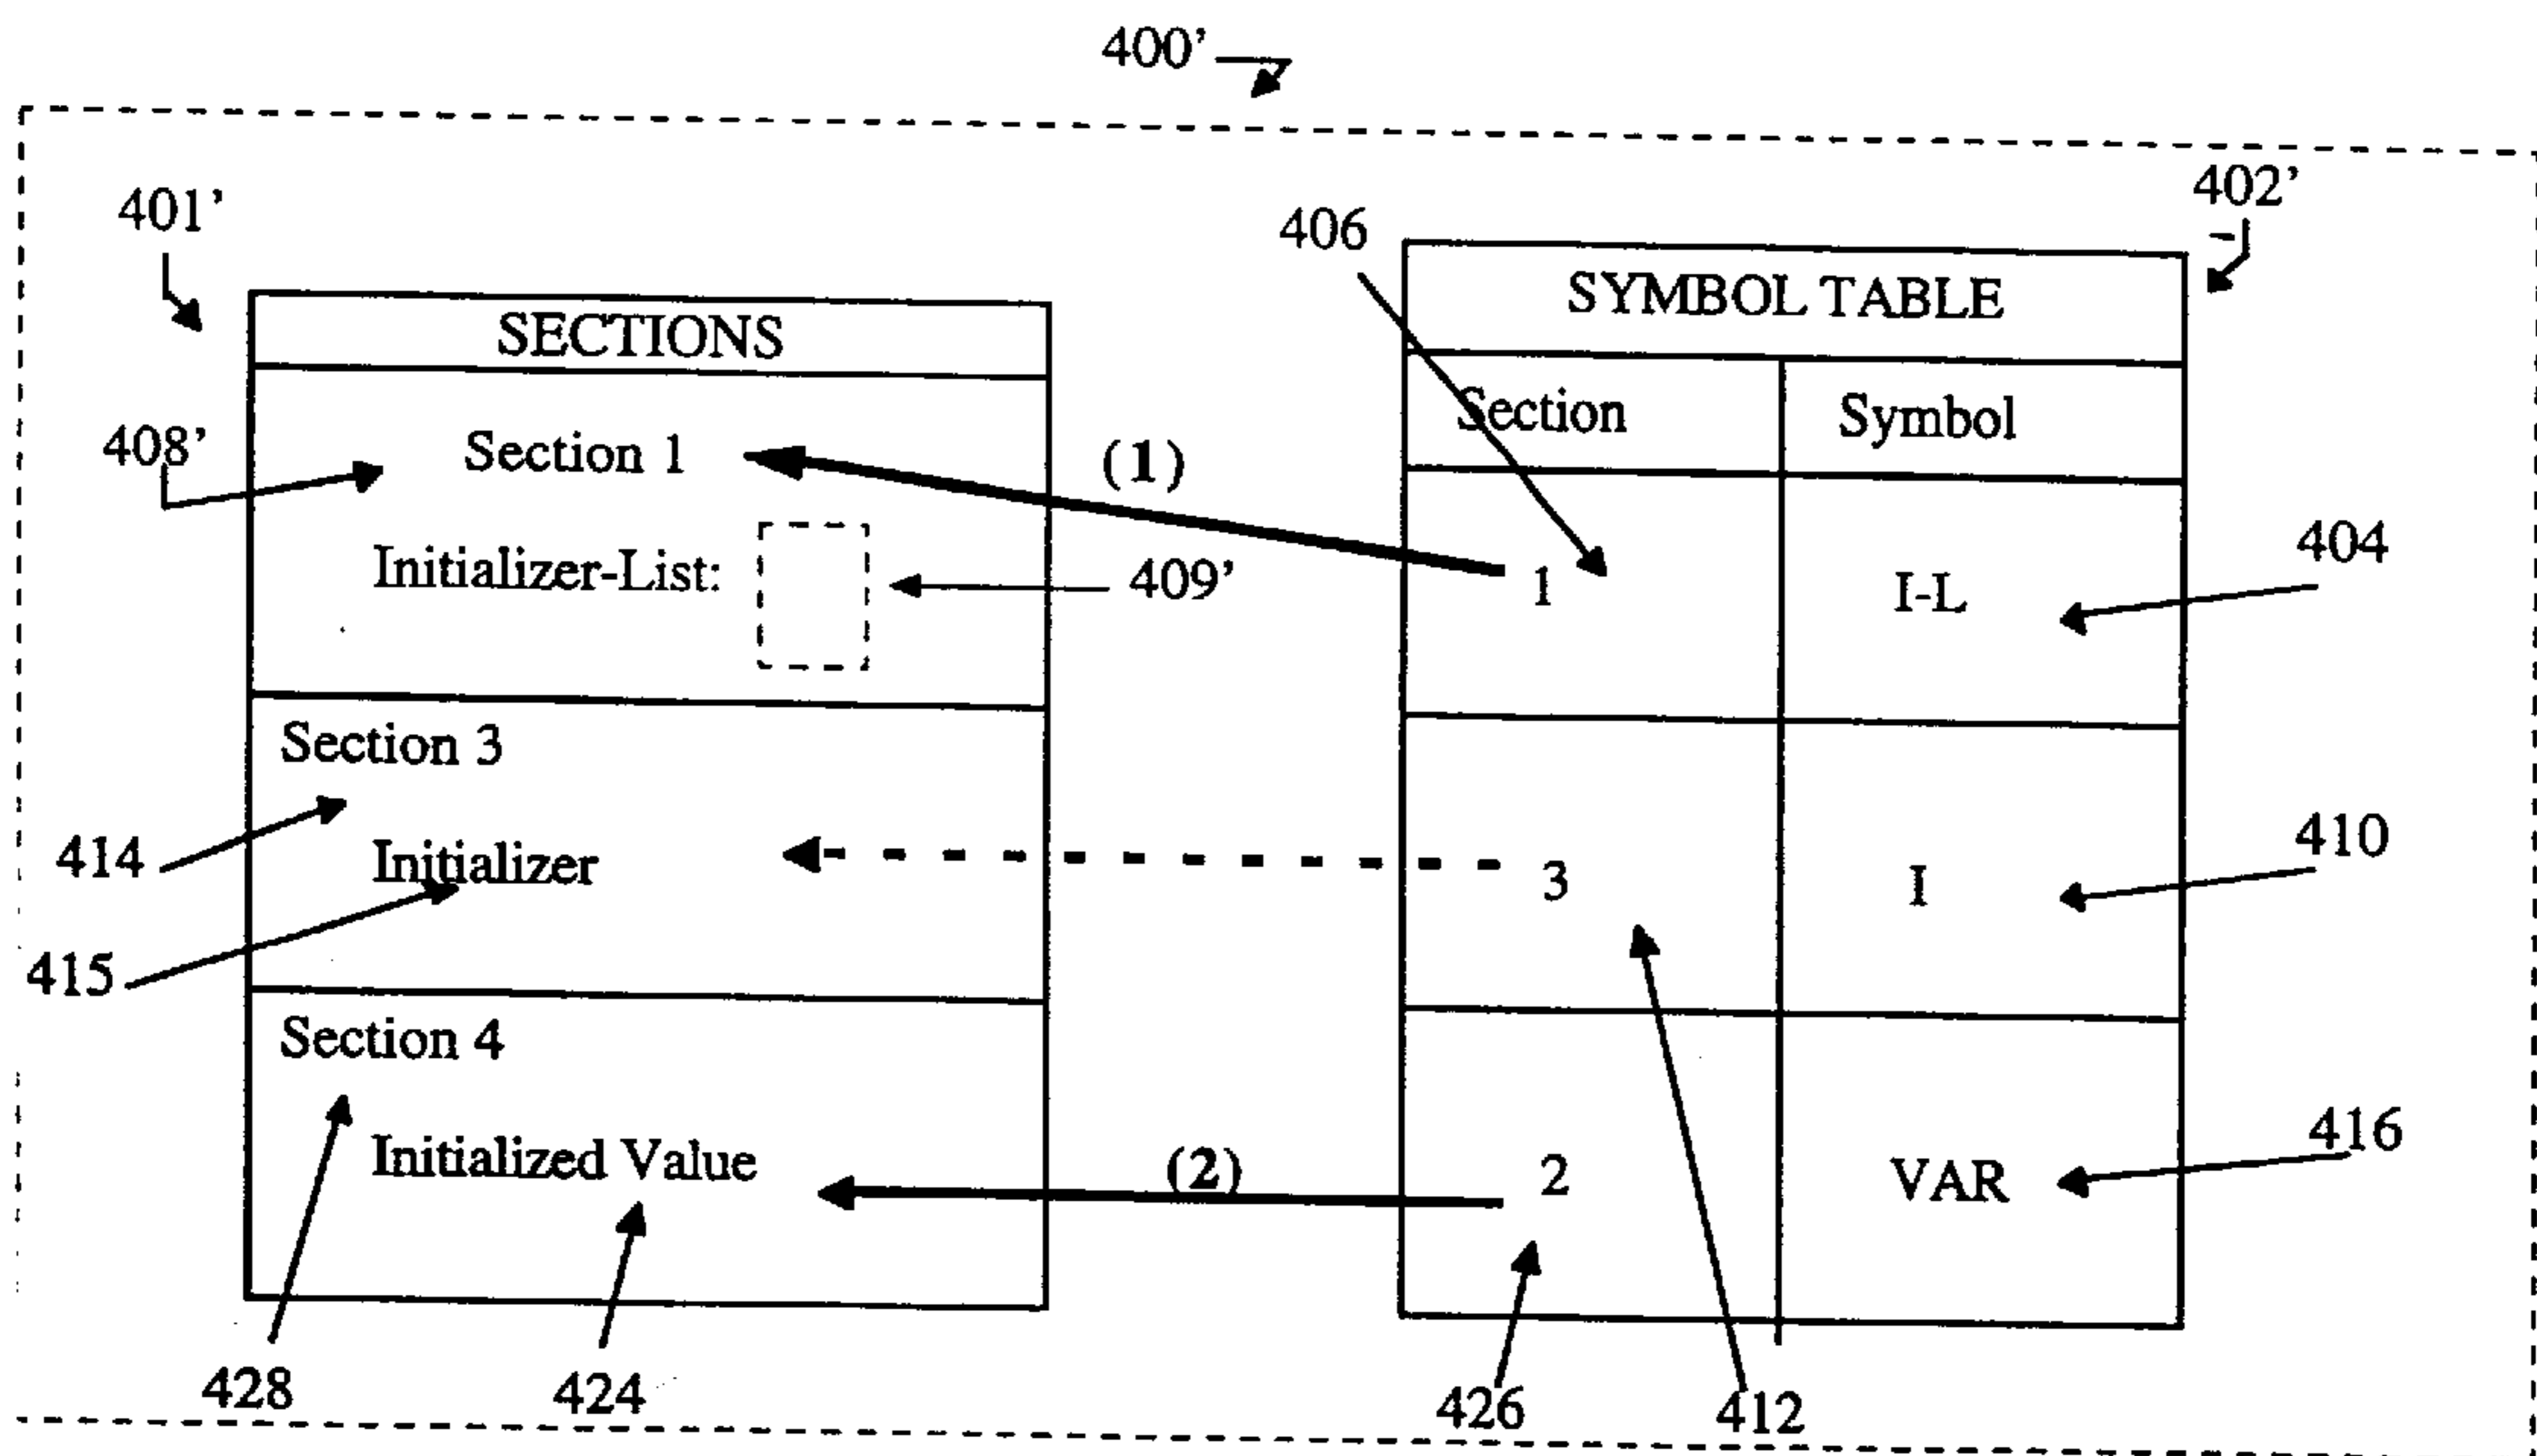 400’
401’
402’
406
SYMBOL TABLE
SECTIONS
Section Symbol
408’
Section 1
(1)
404
Initializer-List:
409’
1 I-L
Section 3
414
Initializer
3 I
410
415
Section 4
Initialized Value
(2)
2 VAR
416
428
424
426
412